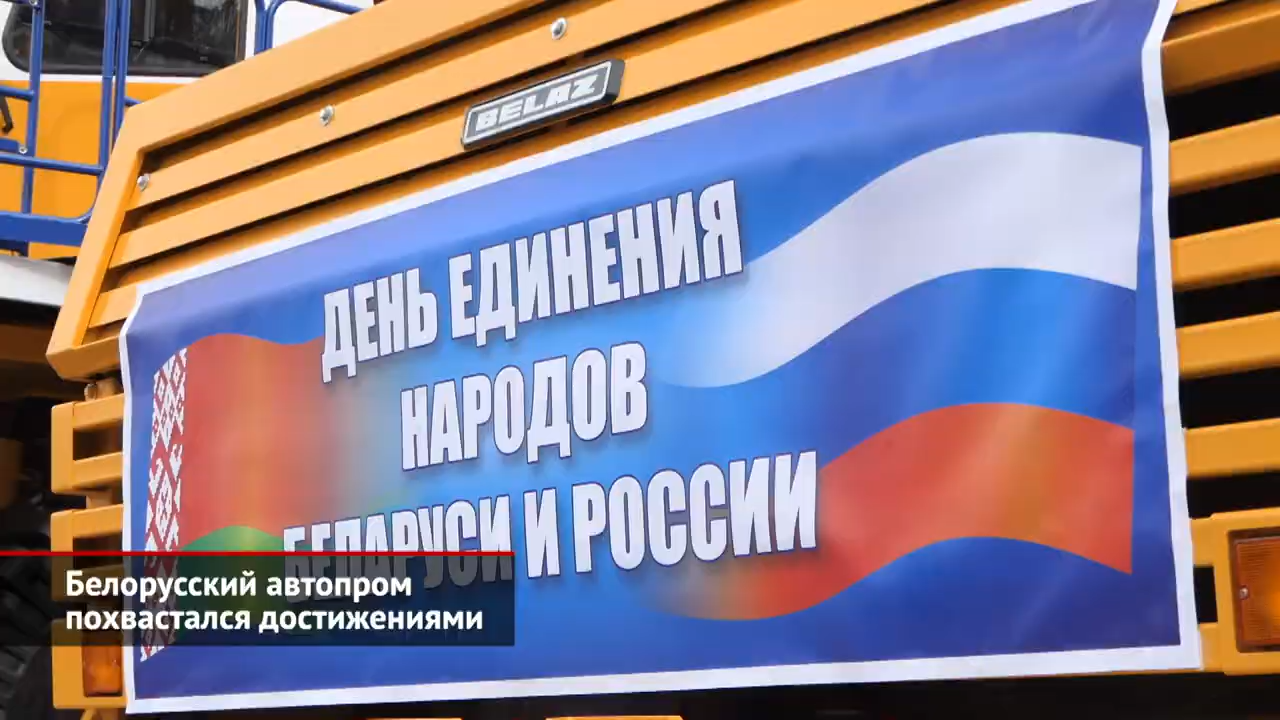 BELAZ
ДЕНЬ ЕДИНЕНИЯ
НАРОДОВ
БЕЛАРУСИ И РОССИИ
Белорусский автопром
похвастался достижениями